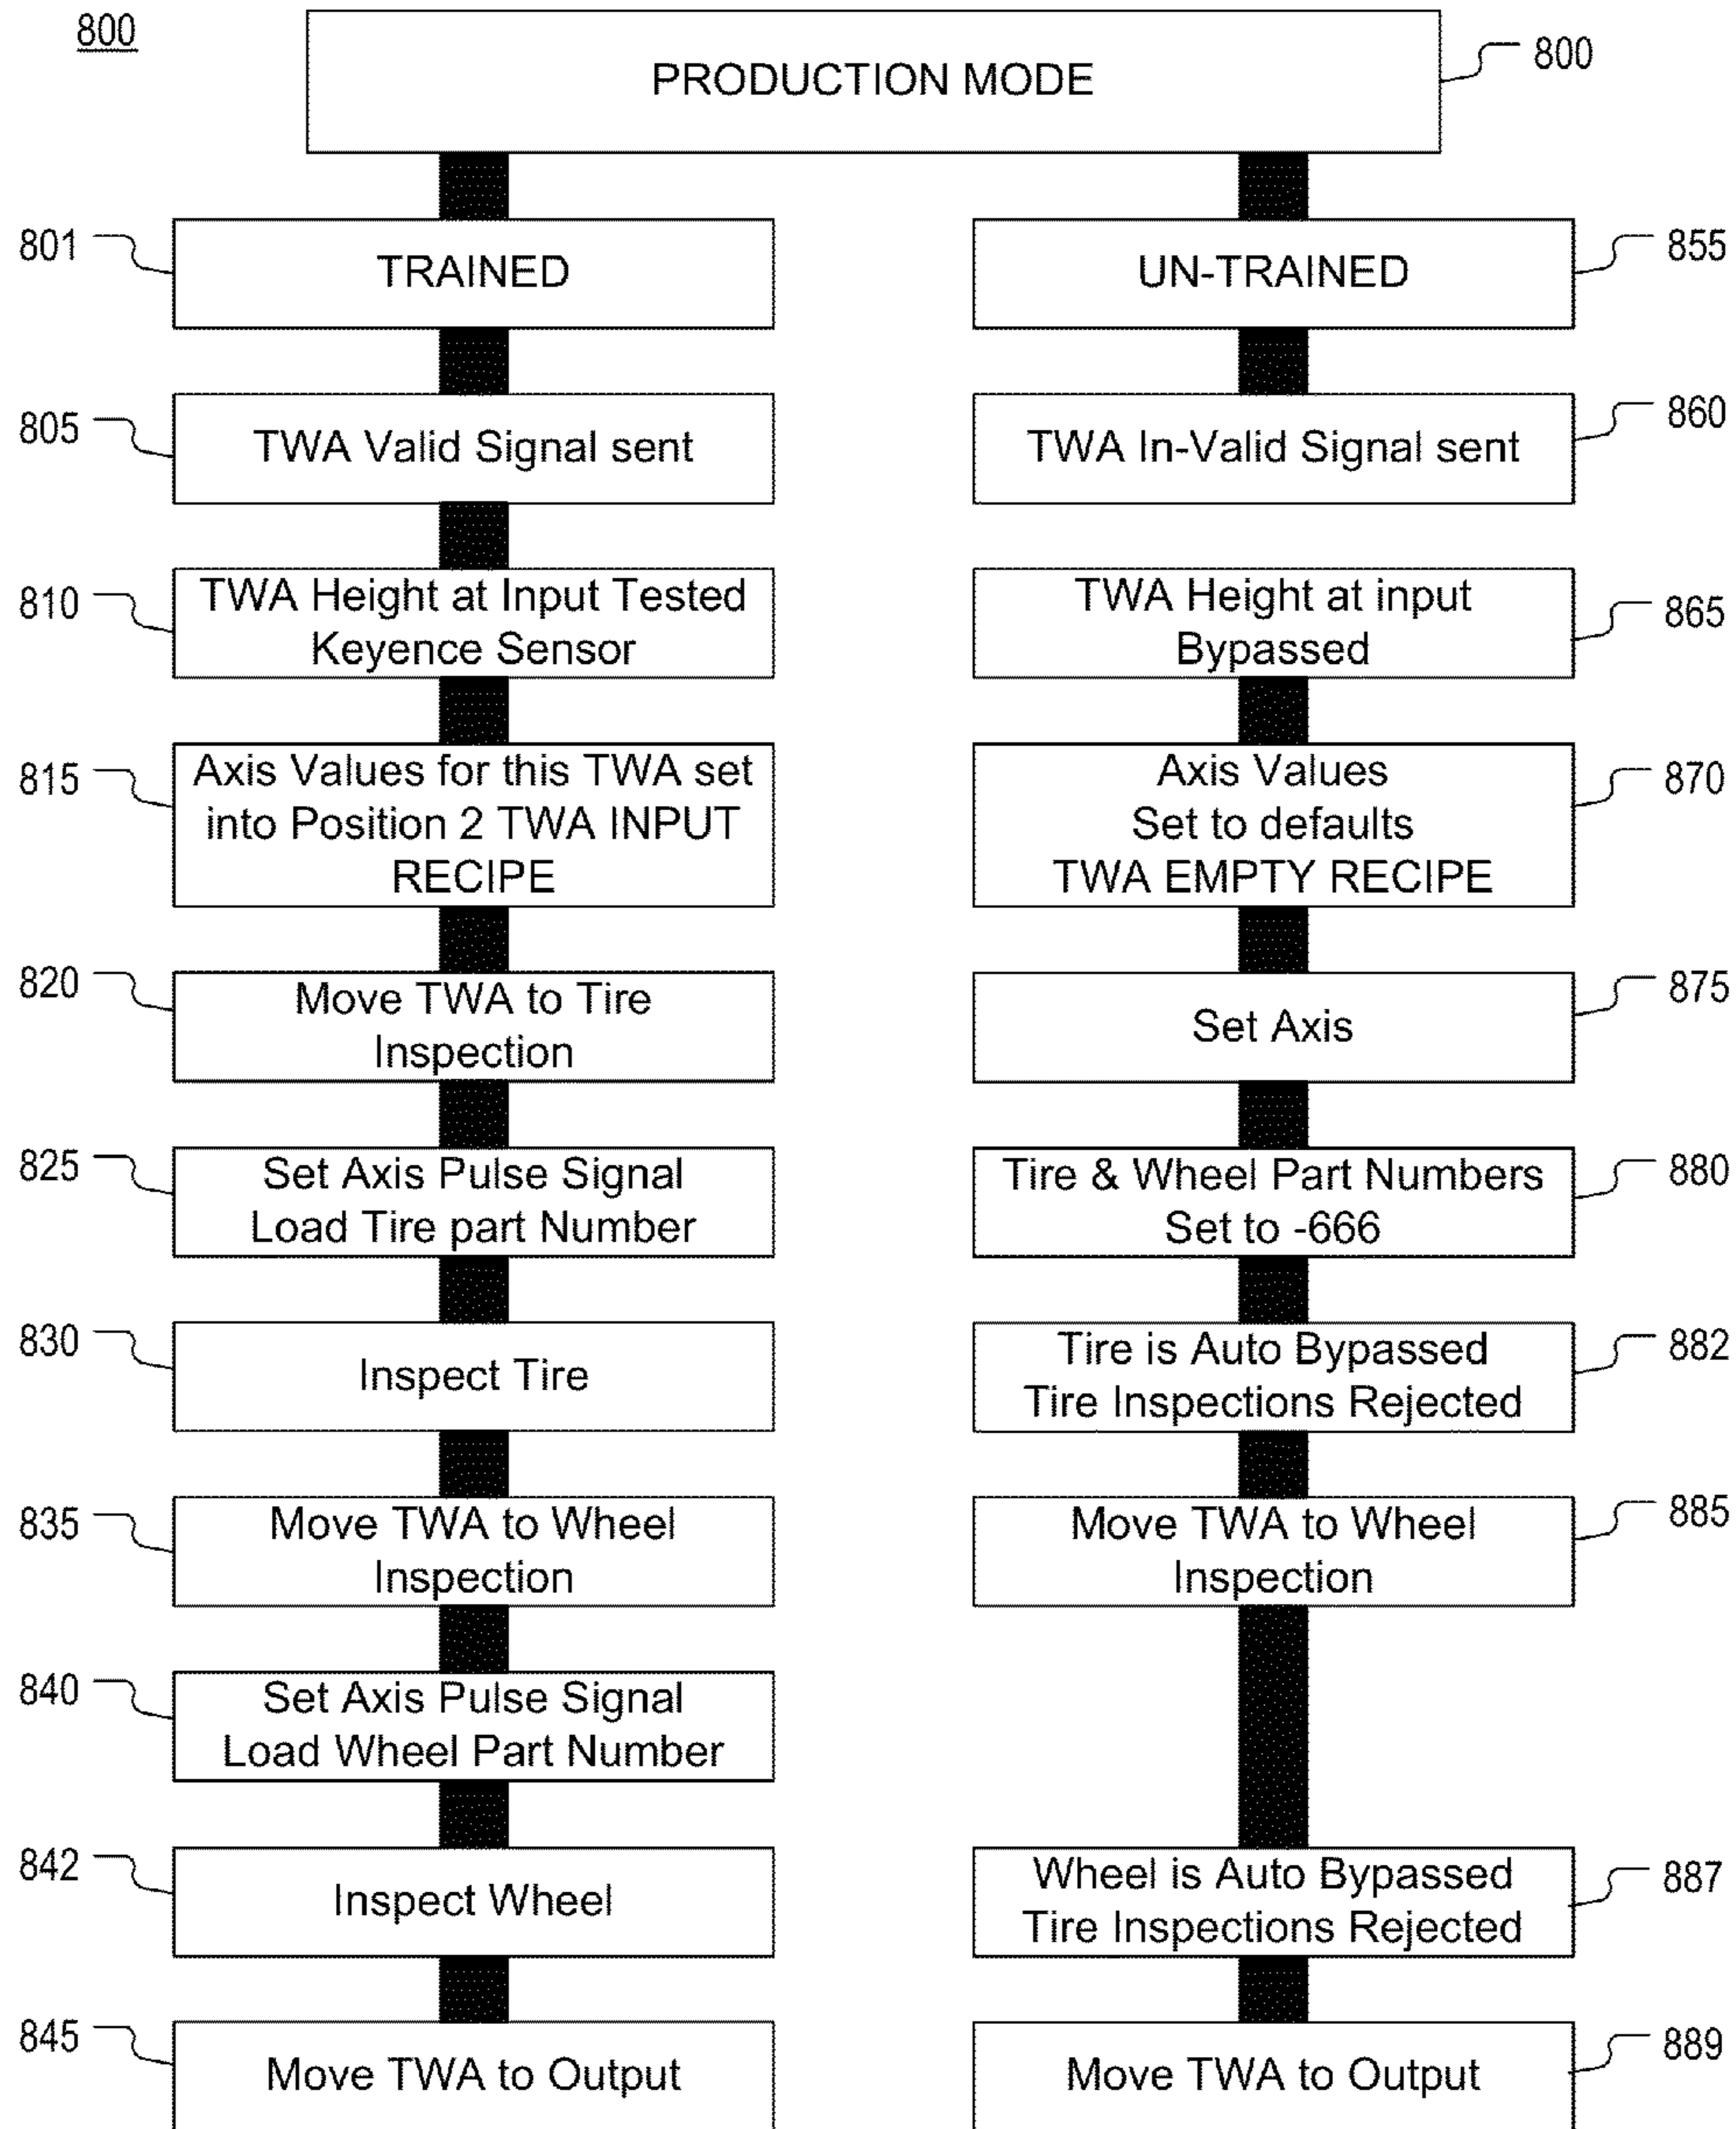 800
PRODUCTION MODE
800
801
TRAINED
UN-TRAINED
855
805
TWA Valid Signal sent
TWA In-Valid Signal sent
860
810
TWA Height at Input Tested
Keyence Sensor
TWA Height at input
Bypassed
865
815
Axis Values for this TWA set
into Position 2 TWA INPUT
RECIPE
Axis Values
Set to defaults
TWA EMPTY RECIPE
870
820
Move TWA to Tire
Inspection
Set Axis
875
825
Set Axis Pulse Signal
Load Tire part Number
Tire & Wheel Part Numbers
Set to -666
880
830
Inspect Tire
Tire is Auto Bypassed
Tire Inspections Rejected
882
835
Move TWA to Wheel
Inspection
Move TWA to Wheel
Inspection
885
840
Set Axis Pulse Signal
Load Wheel Part Number
842
Inspect Wheel
Wheel is Auto Bypassed
Tire Inspections Rejected
887
845
Move TWA to Output
Move TWA to Output
889